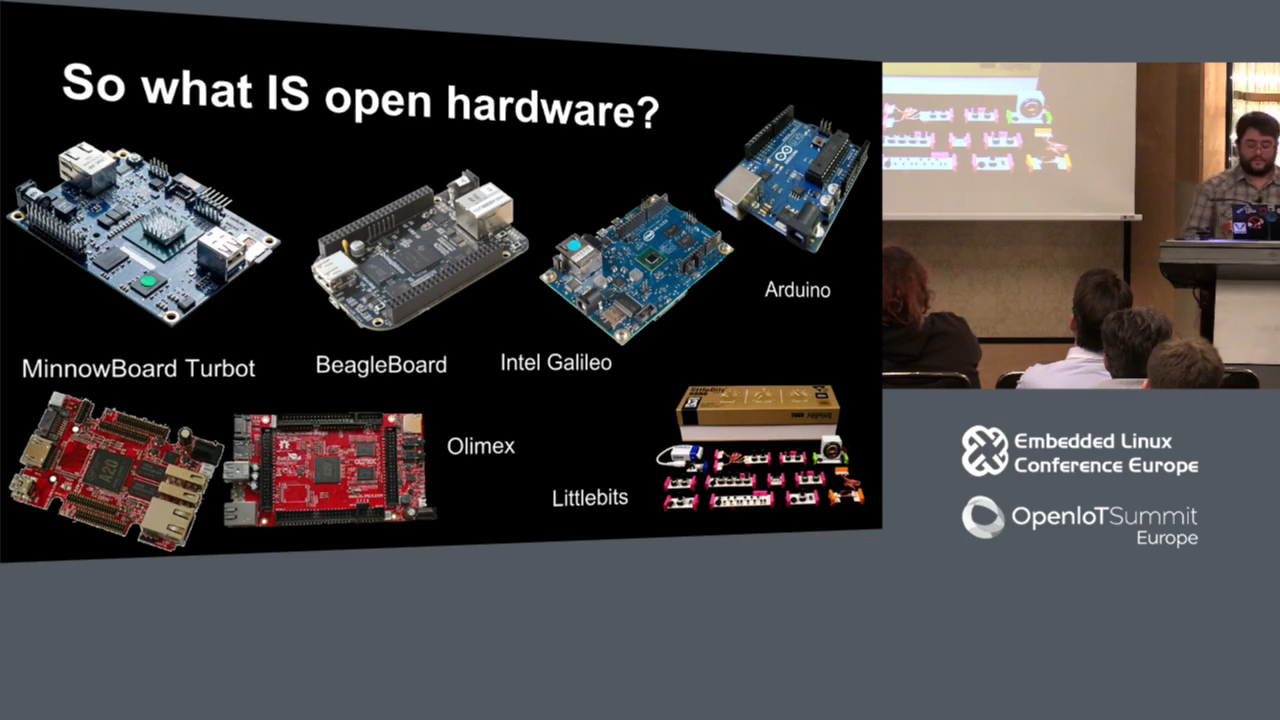 So what IS open hardware?
Arduino
MinnowBoard Turbot
BeagleBoard
Intel Galileo
A20
Olimex
Littlebits
Embedded Linux
Conference Europe
OpenIoTSummit
Europe